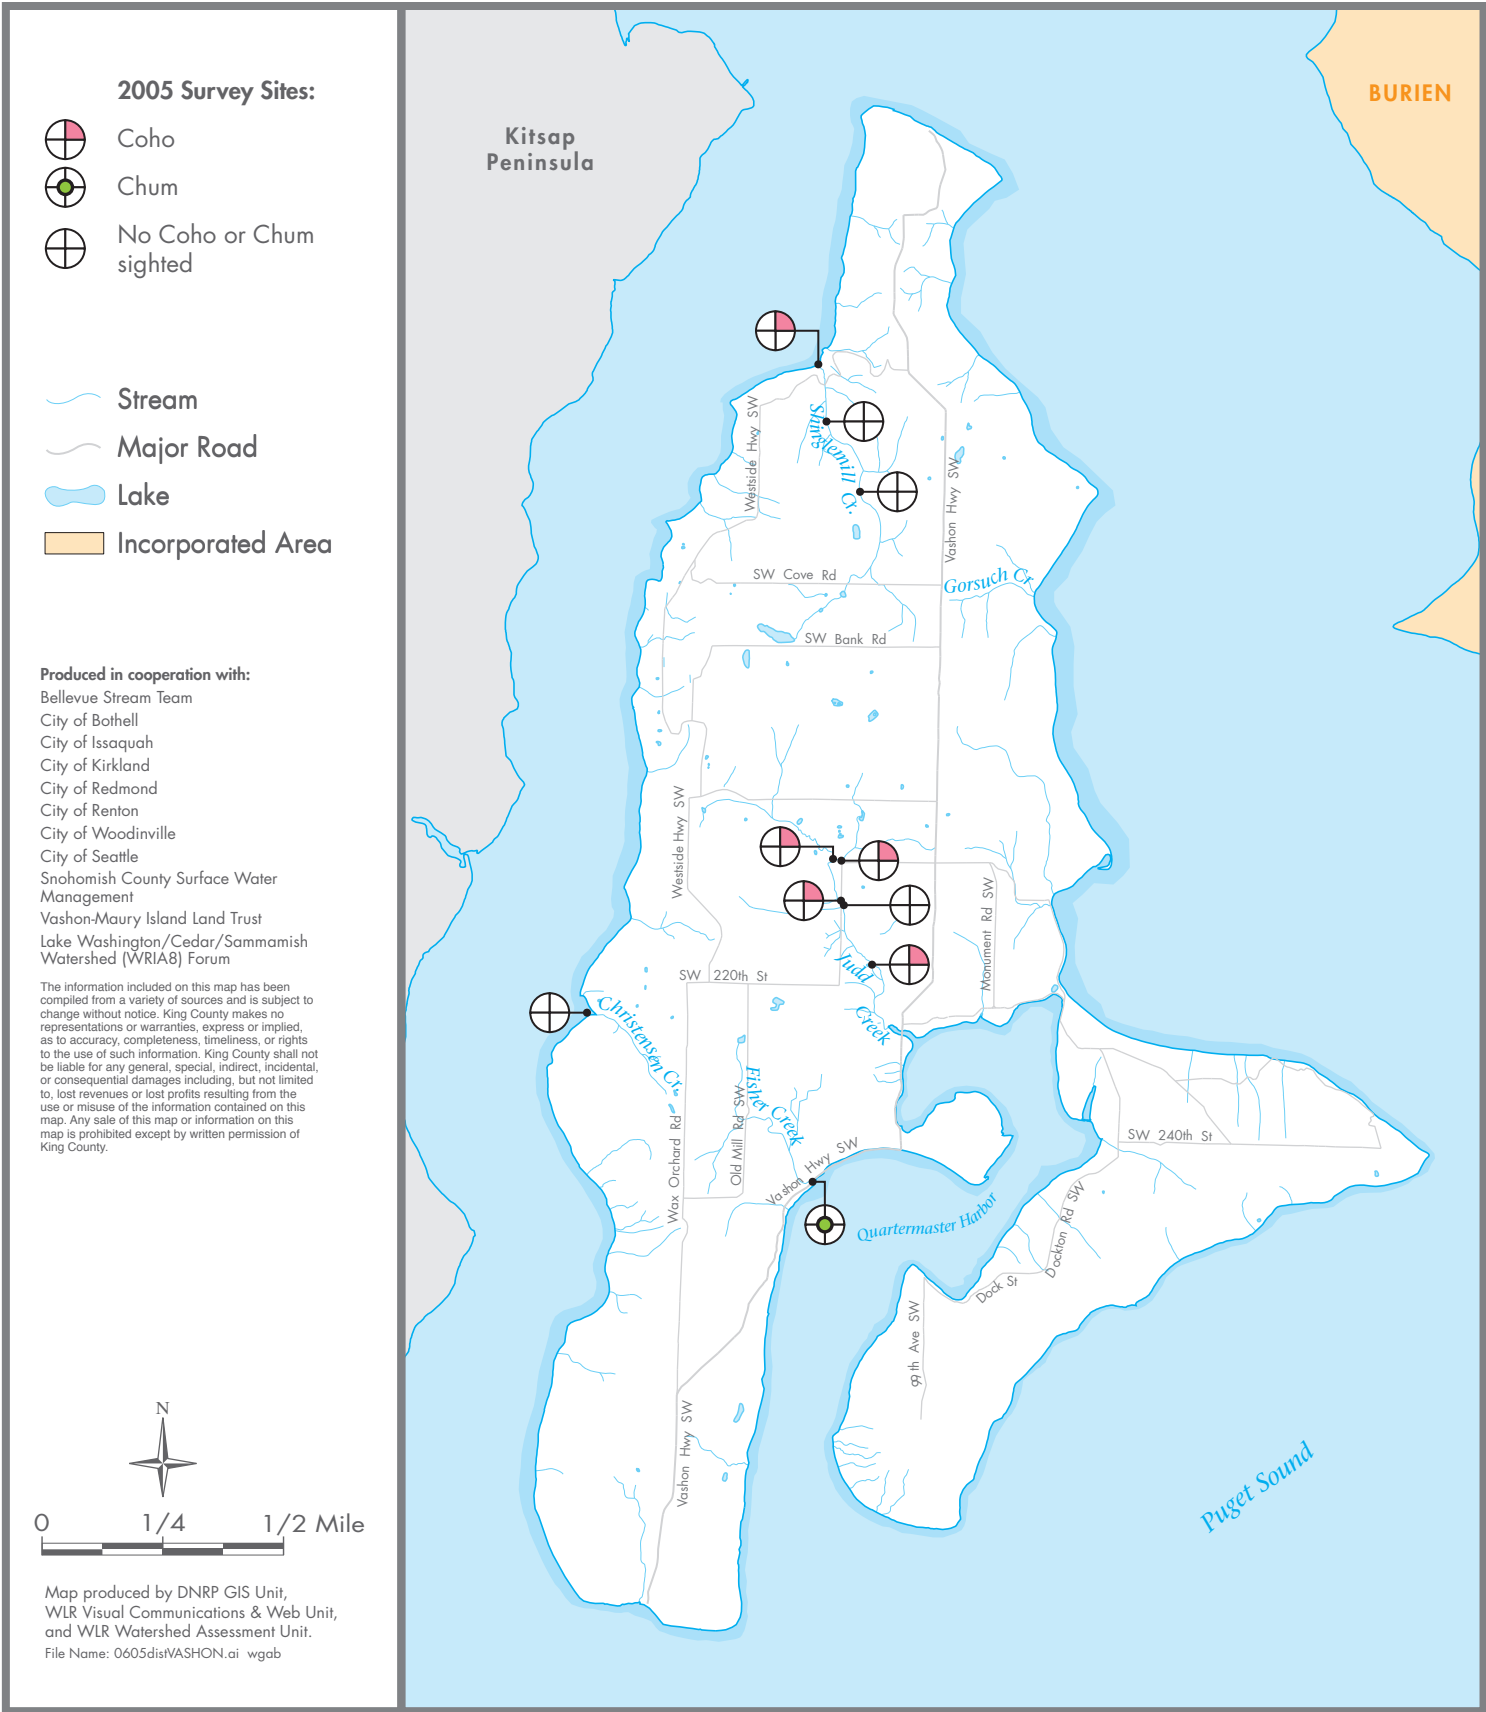 2005 Survey Sites:
Coho
Chum
No Coho or Chum
sighted
Stream
Major Road
Lake
Incorporated Area
Produced in cooperation with:
Bellevue Stream Team
City of Bothell
City of Issaquah
City of Kirkland
City of Redmond
City of Renton
City of Woodinville
City of Seattle
Snohomish County Surface Water
Management
Vashon-Maury Island Land Trust
Lake Washington/Cedar/Sammamish
Watershed (WRIA8) Forum
The information included on this map has been
compiled from a variety of sources and is subject to
change without notice. King County makes no
representations or warranties, express or implied,
as to accuracy, completeness, timeliness, or rights
to the use of such information. King County shall not
be liable for any general, special, indirect, incidental,
or consequential damages including, but not limited
to, lost revenues or lost profits resulting from the
use or misuse of the information contained on this
map. Any sale of this map or information on this
map is prohibited except by written permission of
King County.
N
0 1/4 1/2 Mile
Map produced by DNRP GIS Unit,
WLR Visual Communications & Web Unit,
and WLR Watershed Assessment Unit.
File Name: 0605distVASHON.ai wgab
Kitsap
Peninsula
BURIEN
Westside Hwy SW
Shinglemill Cr.
Vashon Hwy SW
SW Cove Rd
Gorsuch Cr.
SW Bank Rd
Westside Hwy SW
Monument Rd SW
Judd
Creek
SW 220th St
Christensen Cr.
Fisher Creek
Wax Orchard Rd
Old Mill Rd SW
Vashon Hwy SW
SW 240th St
Quartermaster Harbor
Dockton Rd SW
Dock St
99th Ave SW
Vashon Hwy SW
Puget Sound